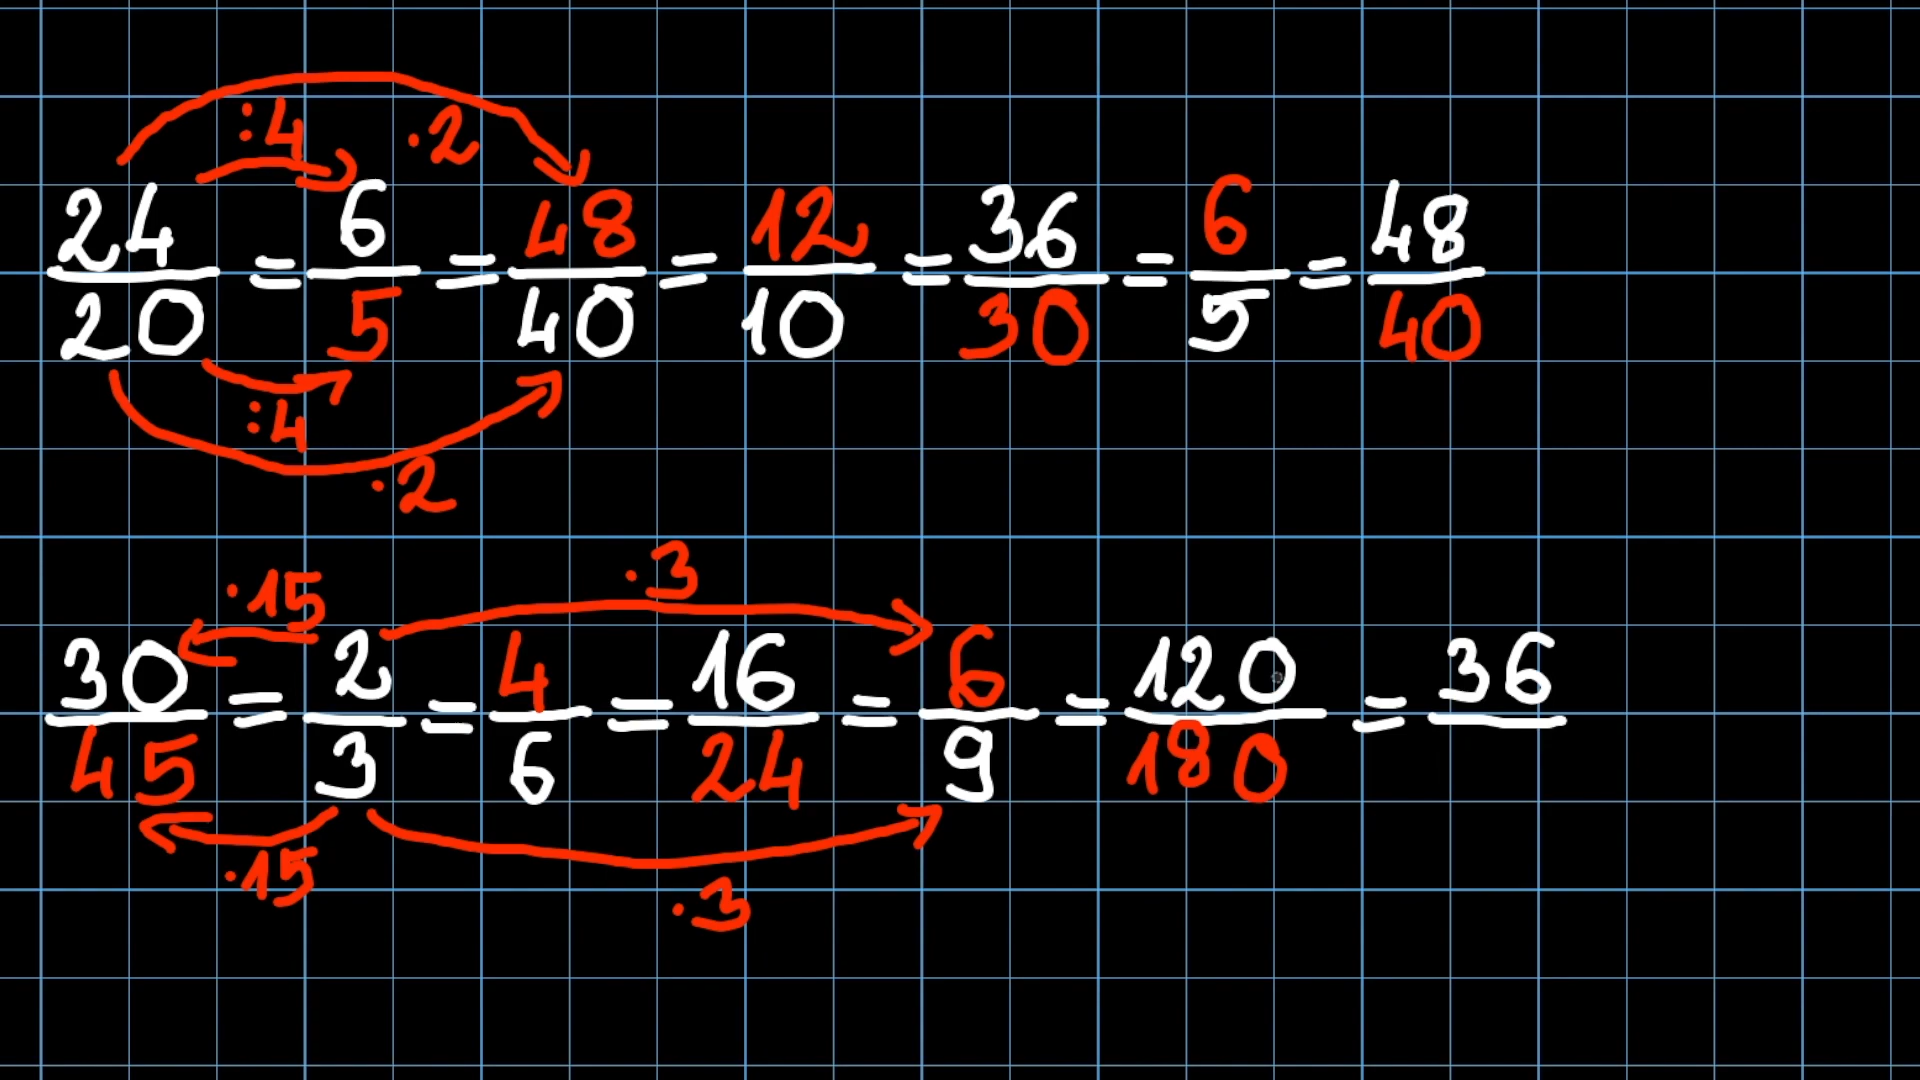 :4 ·2
24/20 = 6/5 = 48/40 = 12/10 = 36/30 = 6/5 = 48/40
:4
·2
·15 ·3
30/45 = 2/3 = 4/6 = 16/24 = 6/9 = 120/180 = 36/
·15 ·3